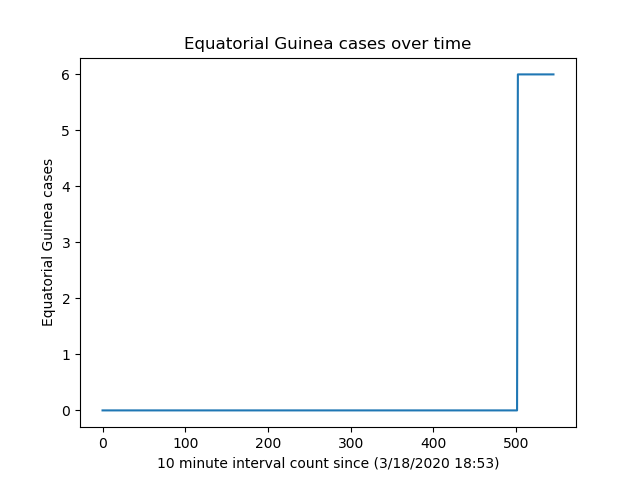 Equatorial Guinea cases over time
6
5
4
3
2
1
0
Equatorial Guinea cases
0 100 200 300 400 500
10 minute interval count since (3/18/2020 18:53)